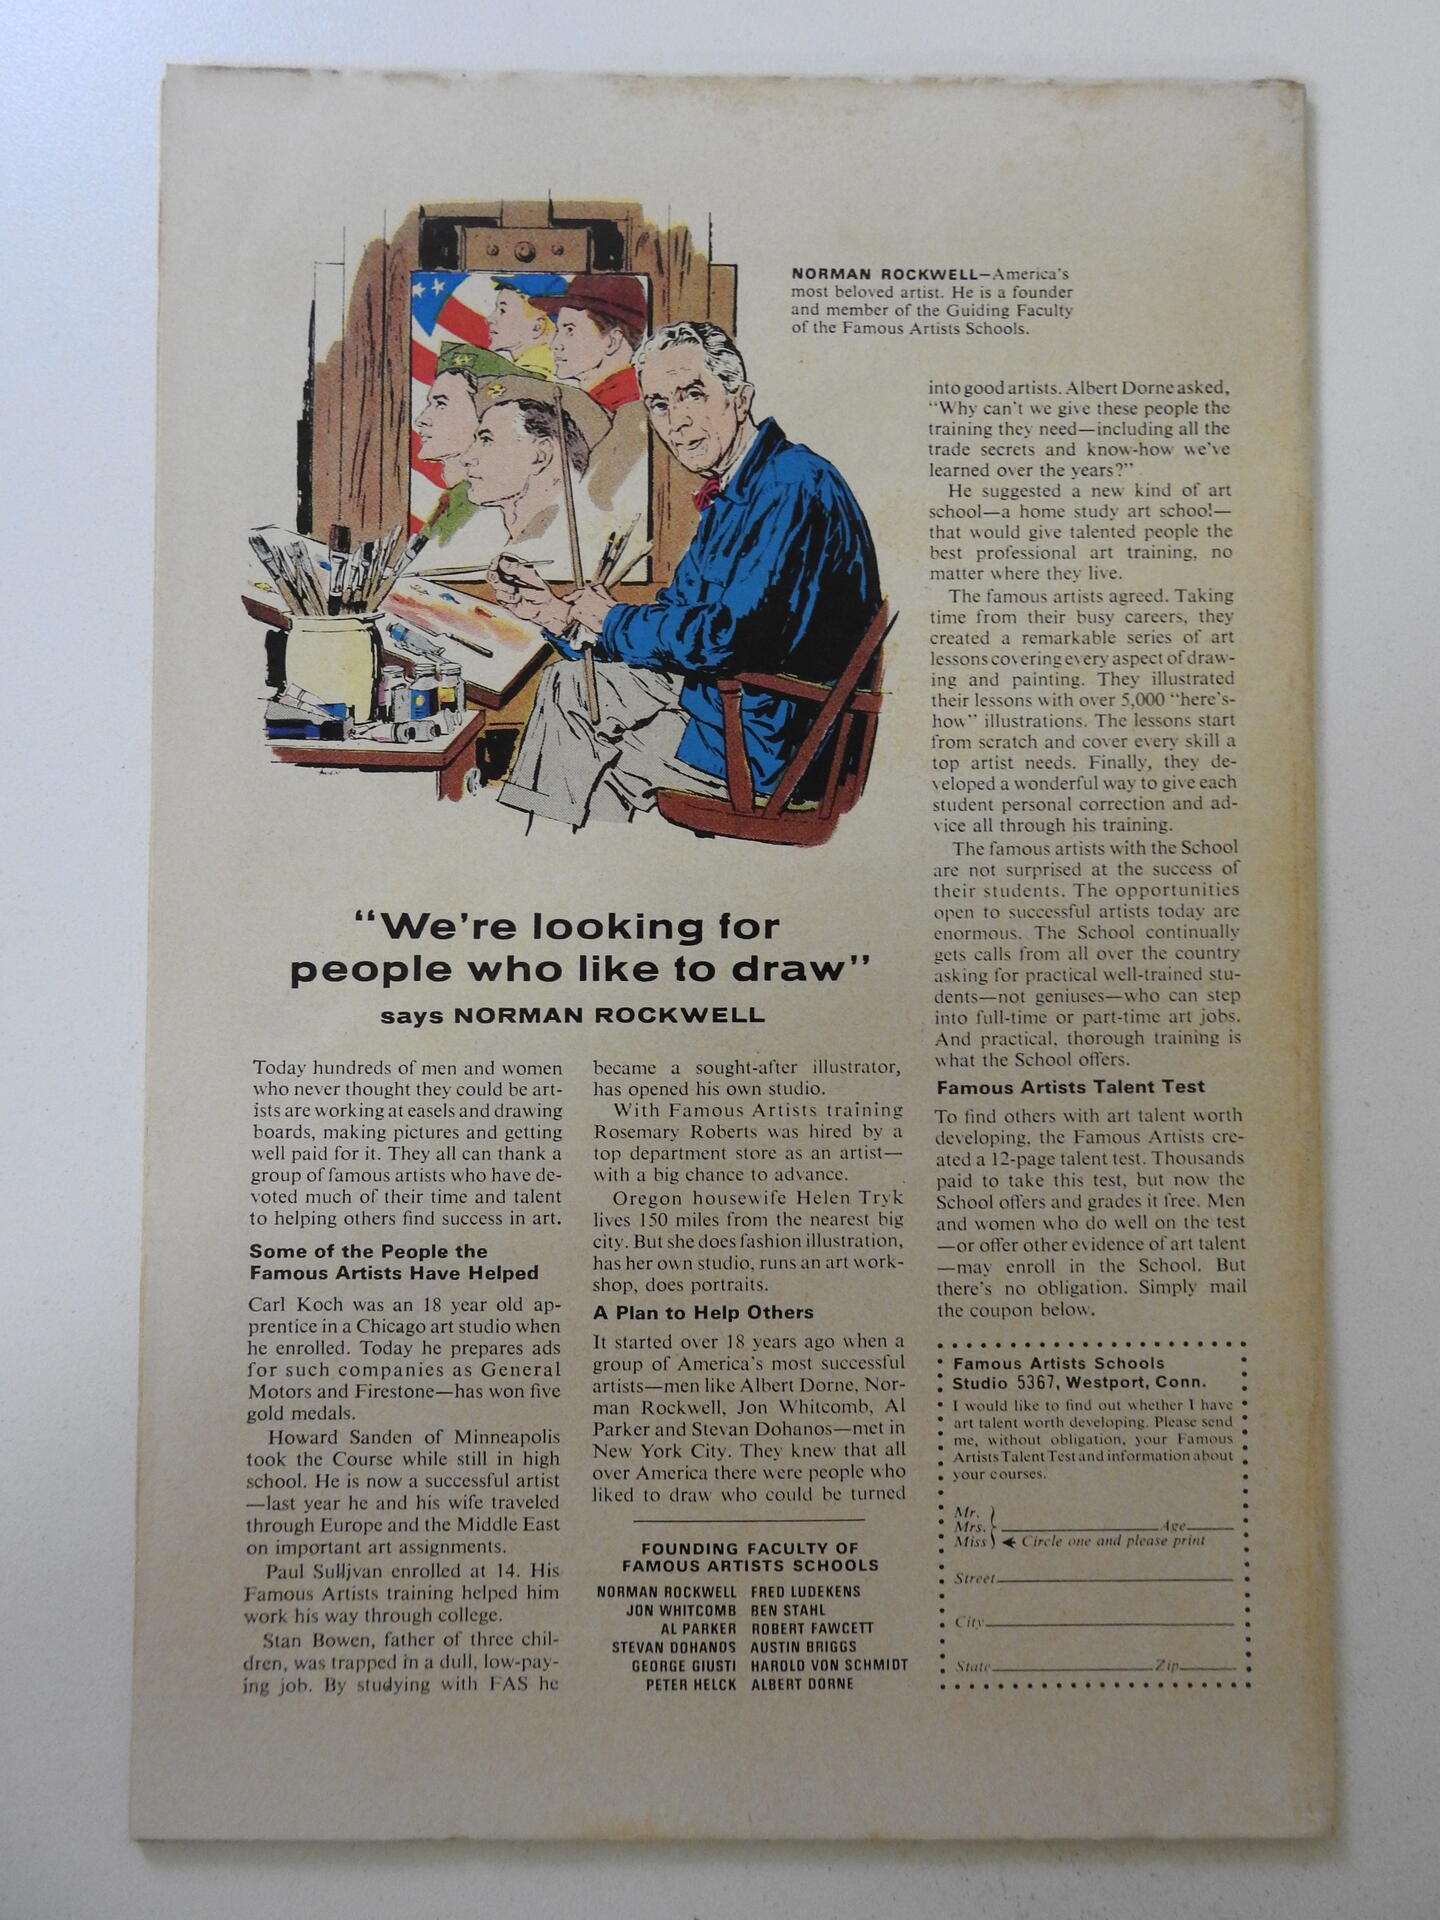 NORMAN ROCKWELL—America's
most beloved artist. He is a founder
and member of the Guiding Faculty
of the Famous Artists Schools.
"We're looking for
people who like to draw"
says NORMAN ROCKWELL
Today hundreds of men and women
who never thought they could be art-
ists are working at easels and drawing
boards, making pictures and getting
well paid for it. They all can thank a
group of famous artists who have de-
voted much of their time and talent
to helping others find success in art.
Some of the People the
Famous Artists Have Helped
Carl Koch was an 18 year old ap-
prentice in a Chicago art studio when
he enrolled. Today he prepares ads
for such companies as General
Motors and Firestone—has won five
gold medals.
Howard Sanden of Minneapolis
took the Course while still in high
school. He is now a successful artist
—last year he and his wife traveled
through Europe and the Middle East
on important art assignments.
Paul Sullivan enrolled at 14. His
Famous Artists training helped him
work his way through college.
Stan Bowen, father of three chil-
dren, was trapped in a dull, low-pay-
ing job. By studying with FAS he
became a sought-after illustrator,
has opened his own studio.
With Famous Artists training
Rosemary Roberts was hired by a
top department store as an artist—
with a big chance to advance.
Oregon housewife Helen Tryk
lives 150 miles from the nearest big
city. But she does fashion illustration,
has her own studio, runs an art work-
shop, does portraits.
A Plan to Help Others
It started over 18 years ago when a
group of America's most successful
artists—men like Albert Dorne, Nor-
man Rockwell, Jon Whitcomb, Al
Parker and Stevan Dohanos—met in
New York City. They knew that all
over America there were people who
liked to draw who could be turned
into good artists. Albert Dorne asked,
"Why can't we give these people the
training they need—including all the
trade secrets and know-how we've
learned over the years?"
He suggested a new kind of art
school—a home study art school—
that would give talented people the
best professional art training, no
matter where they live.
The famous artists agreed. Taking
time from their busy careers, they
created a remarkable series of art
lessons covering every aspect of draw-
ing and painting. They illustrated
their lessons with over 5,000 "here's-
how" illustrations. The lessons start
from scratch and cover every skill a
top artist needs. Finally, they de-
veloped a wonderful way to give each
student personal correction and ad-
vice all through his training.
The famous artists with the School
are not surprised at the success of
their students. The opportunities
open to successful artists today are
enormous. The School continually
gets calls from all over the country
asking for practical well-trained stu-
dents—not geniuses—who can step
into full-time or part-time art jobs.
And practical, thorough training is
what the School offers.
Famous Artists Talent Test
To find others with art talent worth
developing, the Famous Artists cre-
ated a 12-page talent test. Thousands
paid to take this test, but now the
School offers and grades it free. Men
and women who do well on the test
—or offer other evidence of art talent
—may enroll in the School. But
there's no obligation. Simply mail
the coupon below.
FOUNDING FACULTY OF
FAMOUS ARTISTS SCHOOLS
NORMAN ROCKWELL FRED LUDEKENS
JON WHITCOMB BEN STAHL
AL PARKER ROBERT FAWCETT
STEVAN DOHANOS AUSTIN BRIGGS
GEORGE GIUSTI HAROLD VON SCHMIDT
PETER HELCK ALBERT DORNE
Famous Artists Schools
Studio 5367, Westport, Conn.
I would like to find out whether I have
art talent worth developing. Please send
me, without obligation, your Famous
Artists Talent Test and information about
your courses.
Mr.
Mrs. Age
Miss Circle one and please print
Street
City
State Zip